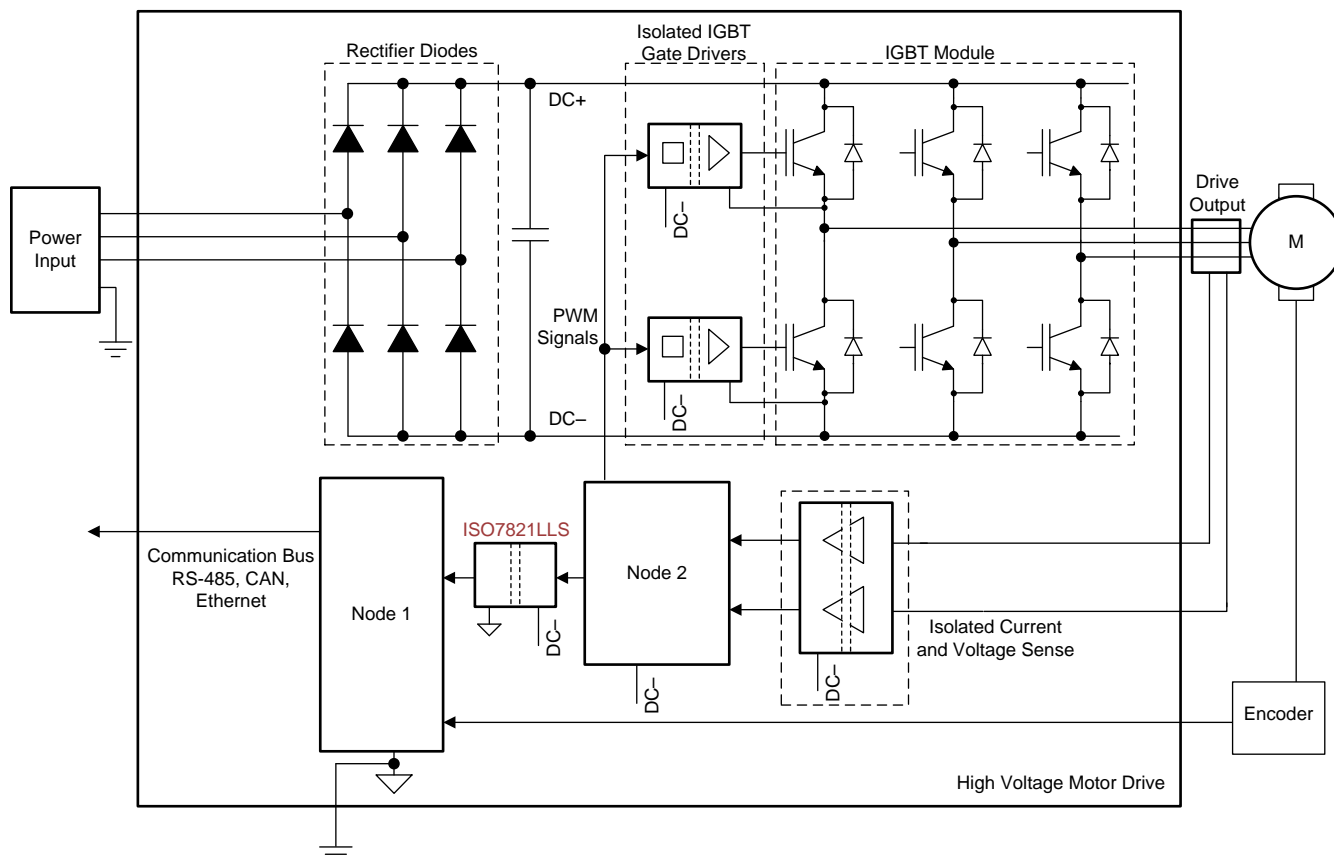 Rectifier Diodes
Isolated IGBT
Gate Drivers
IGBT Module
DC+
DC–
Drive
Output
Power
Input
M
PWM
Signals
DC–
DC–
ISO7821LLS
Communication Bus
RS-485, CAN,
Ethernet
Node 1
Node 2
Isolated Current
and Voltage Sense
DC–
DC–
DC–
Encoder
High Voltage Motor Drive